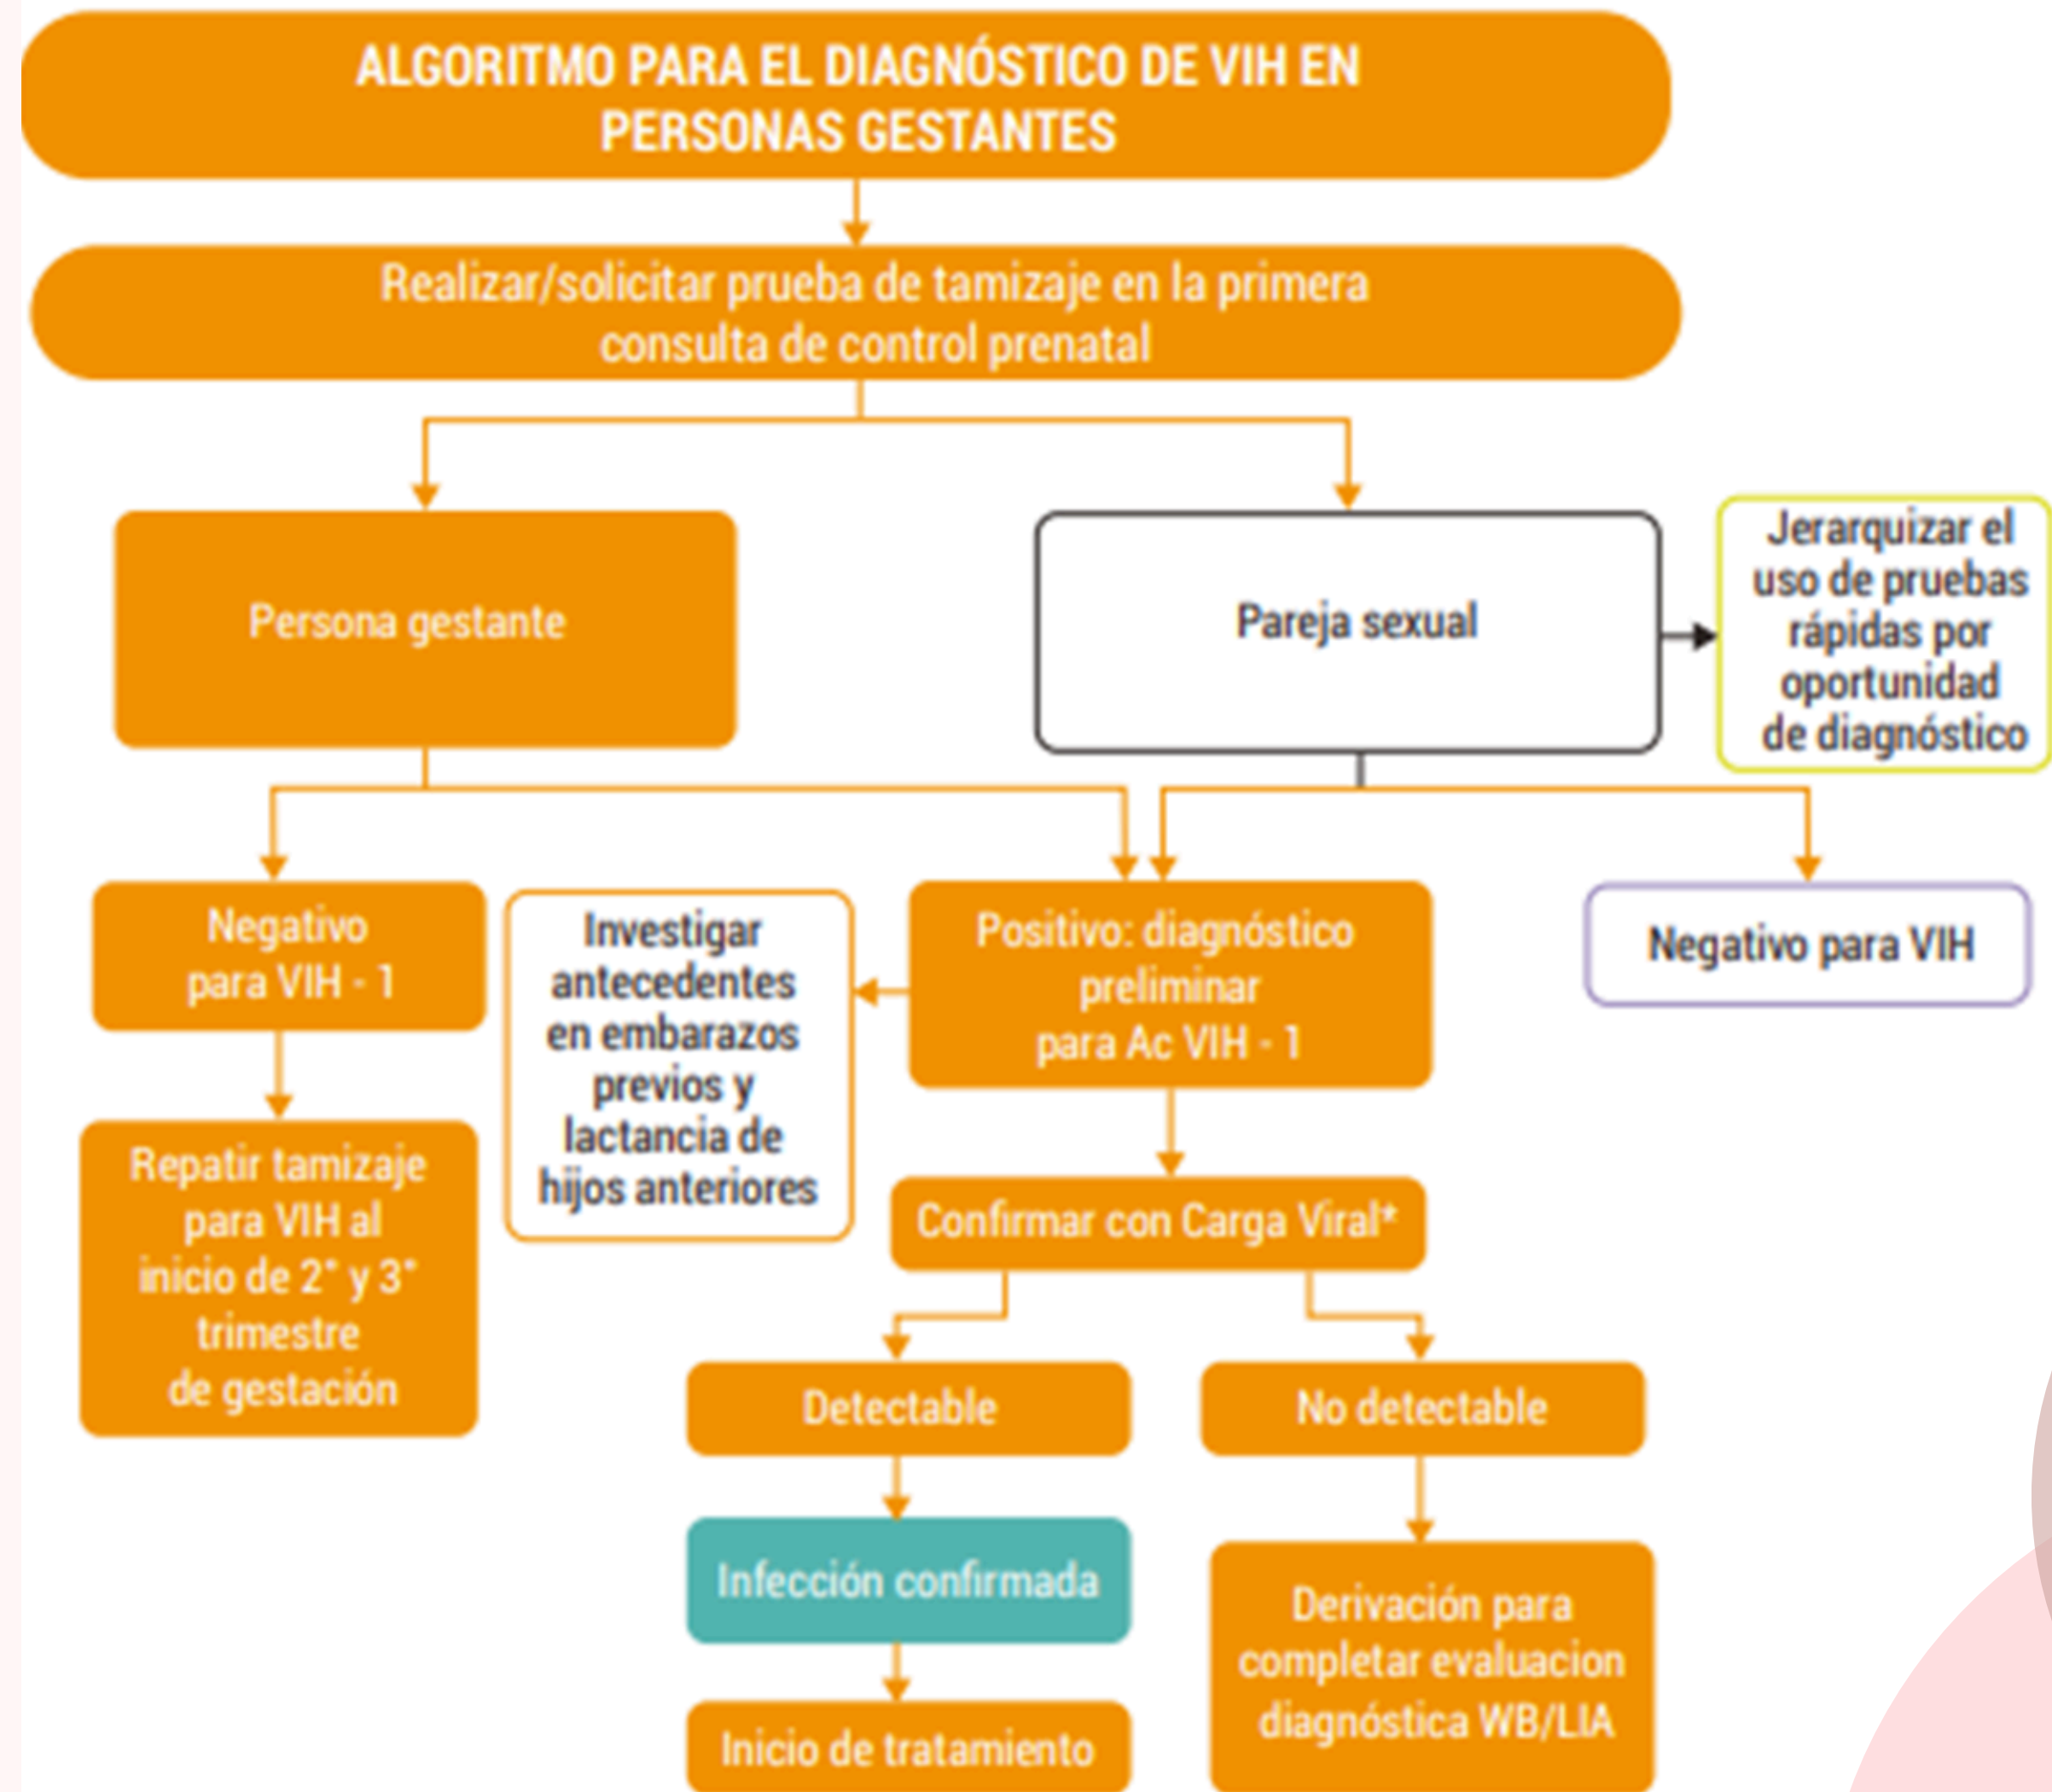 ALGORITMO PARA EL DIAGNÓSTICO DE VIH EN
PERSONAS GESTANTES
Realizar/solicitar prueba de tamizaje en la primera
consulta de control prenatal
Persona gestante
Pareja sexual
Jerarquizar el
uso de pruebas
rápidas por
oportunidad
de diagnóstico
Negativo
para VIH - 1
Investigar
antecedentes
en embarazos
previos y
lactancia de
hijos anteriores
Positivo: diagnóstico
preliminar
para Ac VIH - 1
Negativo para VIH
Repatir tamizaje
para VIH al
inicio de 2° y 3°
trimestre
de gestación
Confirmar con Carga Viral*
Detectable
No detectable
Infección confirmada
Derivación para
completar evaluacion
diagnóstica WB/LIA
Inicio de tratamiento